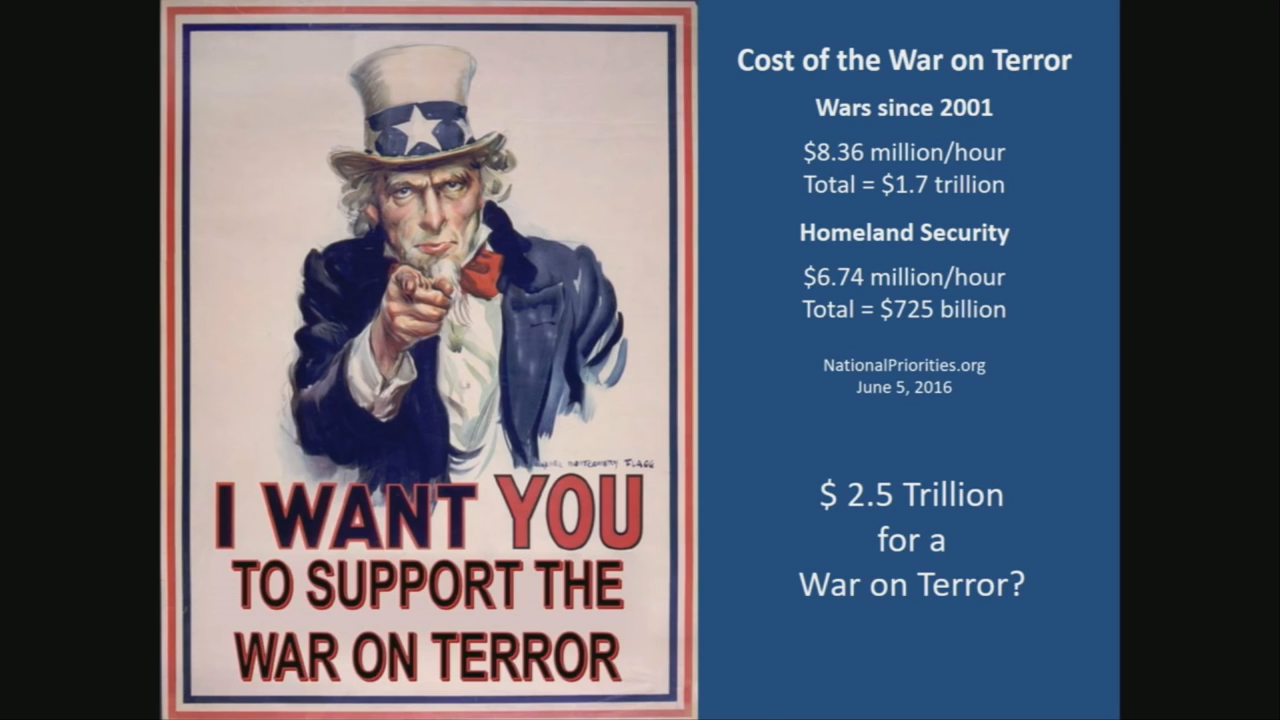 I WANT YOU
TO SUPPORT THE
WAR ON TERROR
Cost of the War on Terror
Wars since 2001
$8.36 million/hour
Total = $1.7 trillion
Homeland Security
$6.74 million/hour
Total = $725 billion
NationalPriorities.org
June 5, 2016
$ 2.5 Trillion
for a
War on Terror?